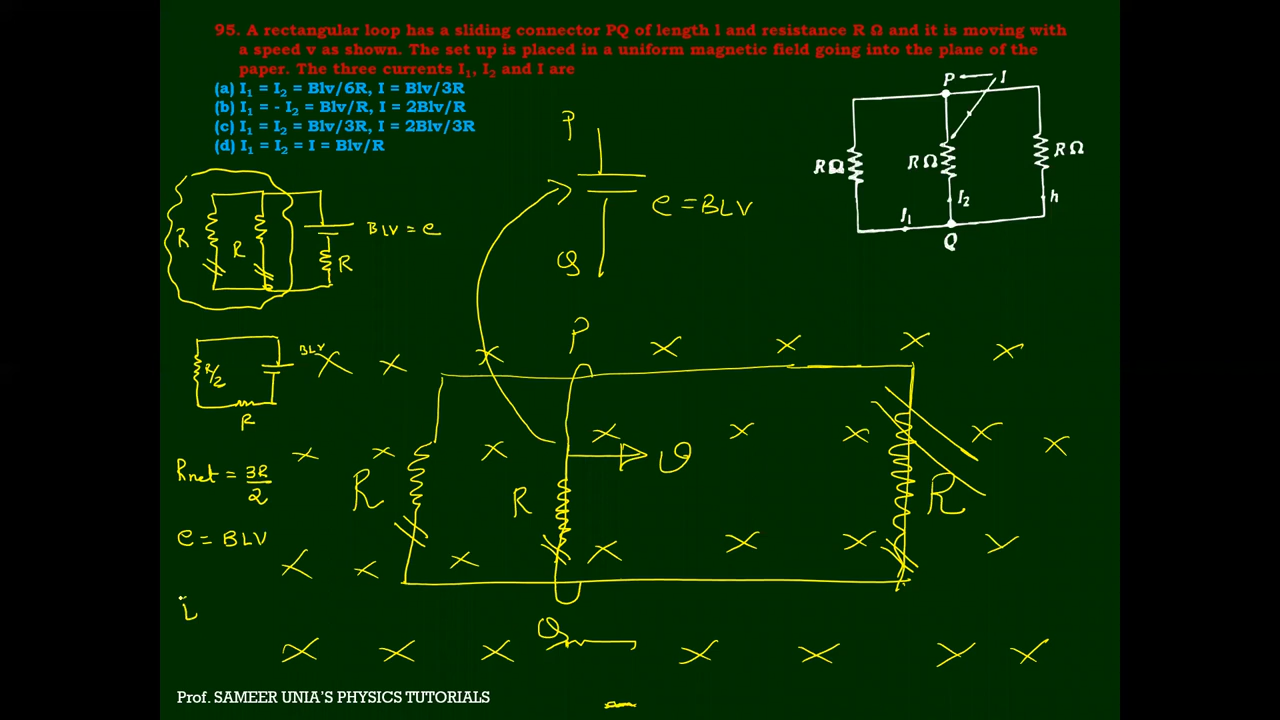 95. A rectangular loop has a sliding connector PQ of length l and resistance R Ω and it is moving with
a speed v as shown. The set up is placed in a uniform magnetic field going into the plane of the
paper. The three currents I₁, I₂ and I are
(a) I₁ = I₂ = Blv/6R, I = Blv/3R
(b) I₁ = - I₂ = Blv/R, I = 2Blv/R
(c) I₁ = I₂ = Blv/3R, I = 2Blv/3R
(d) I₁ = I₂ = I = Blv/R
P I
RΩ RΩ RΩ
I₁ I₂ h
Q
P
e = BLV
Q
R R BLV = e
R
R/2 BLV
R
Rnet = 3R/2
e = BLV
i
P
R R v R
Q
Prof. SAMEER UNIA'S PHYSICS TUTORIALS